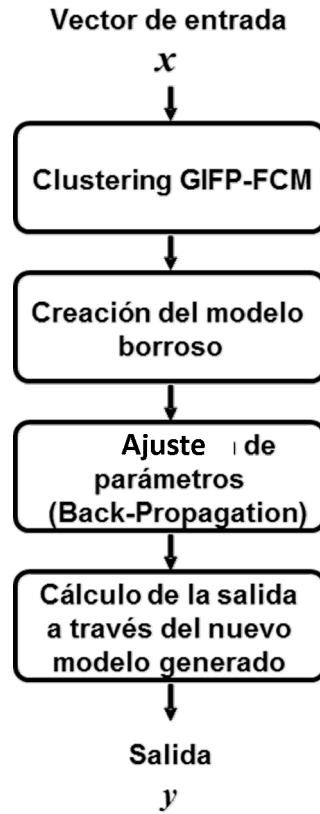 Vector de entrada
x
Clustering GIFP-FCM
Creación del modelo
borroso
Ajuste de
parámetros
(Back-Propagation)
Cálculo de la salida
a través del nuevo
modelo generado
Salida
y